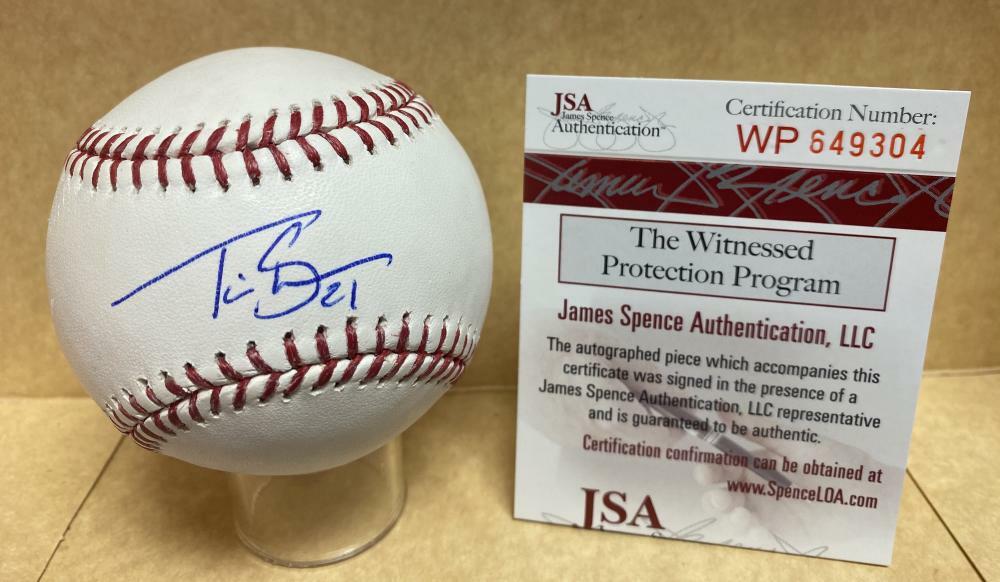 21
JSA
James Spence
Authentication™
Certification Number:
WP 649304
The Witnessed
Protection Program
James Spence Authentication, LLC
The autographed piece which accompanies this
certificate was signed in the presence of a
James Spence Authentication, LLC representative
and is guaranteed to be authentic.
Certification confirmation can be obtained at
www.SpenceLOA.com
JSA